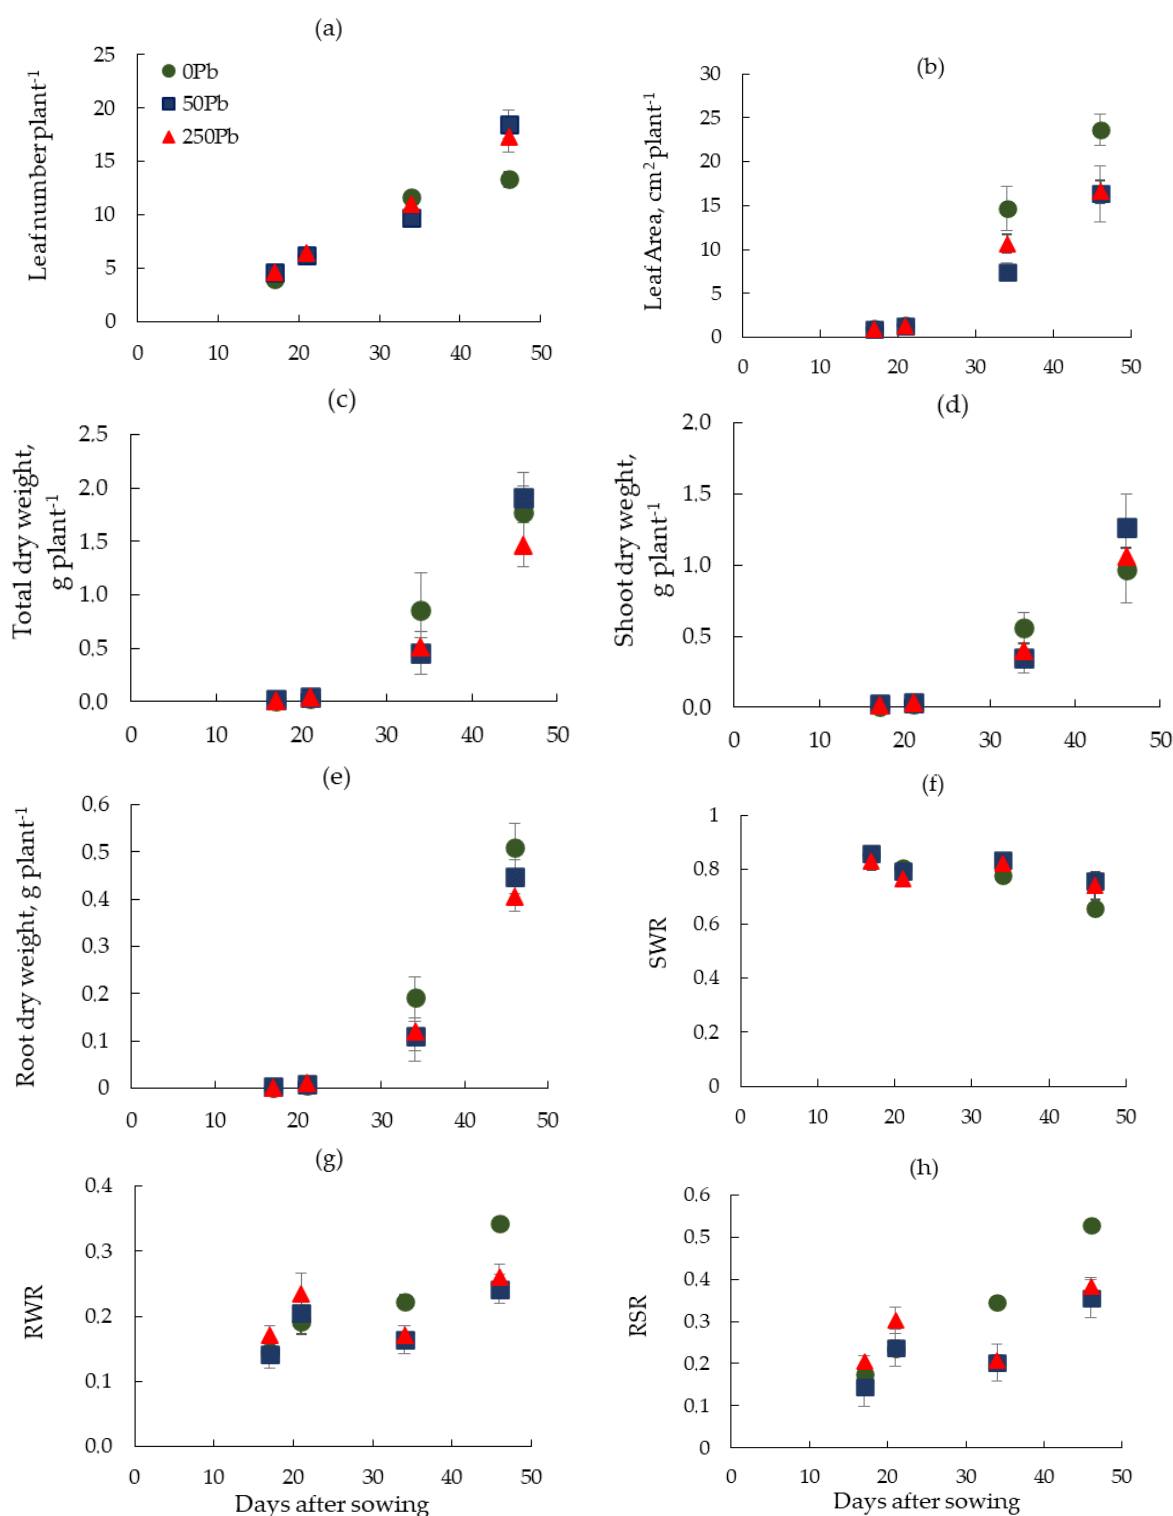 (a)
Leaf number plant⁻¹
25
20
15
10
5
0
0Pb
50Pb
250Pb
0 10 20 30 40 50
(b)
Leaf Area, cm² plant⁻¹
30
25
20
15
10
5
0
0 10 20 30 40 50
(c)
Total dry weight,
g plant⁻¹
2.5
2.0
1.5
1.0
0.5
0.0
0 10 20 30 40 50
(d)
Shoot dry weght,
g plant⁻¹
2.0
1.5
1.0
0.5
0.0
0 10 20 30 40 50
(e)
Root dry weight, g plant⁻¹
0.6
0.5
0.4
0.3
0.2
0.1
0
0 10 20 30 40 50
(f)
SWR
1
0.8
0.6
0.4
0.2
0
0 10 20 30 40 50
(g)
RWR
0.4
0.3
0.2
0.1
0.0
0 10 20 30 40 50
Days after sowing
(h)
RSR
0.6
0.5
0.4
0.3
0.2
0.1
0
0 10 20 30 40 50
Days after sowing